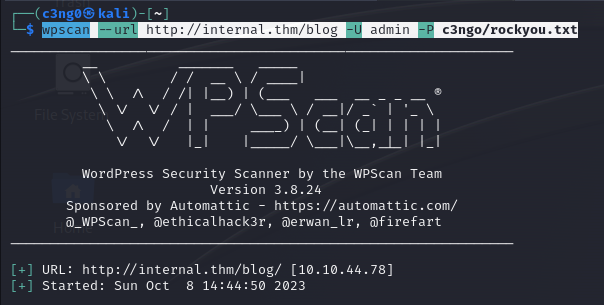 (c3ng0㉿kali)-[~]
$ wpscan --url http://internal.thm/blog -U admin -P c3ngo/rockyou.txt
WPScan ®
WordPress Security Scanner by the WPScan Team
Version 3.8.24
Sponsored by Automattic - https://automattic.com/
@_WPScan_, @ethicalhack3r, @erwan_lr, @firefart
[+] URL: http://internal.thm/blog/ [10.10.44.78]
[+] Started: Sun Oct  8 14:44:50 2023